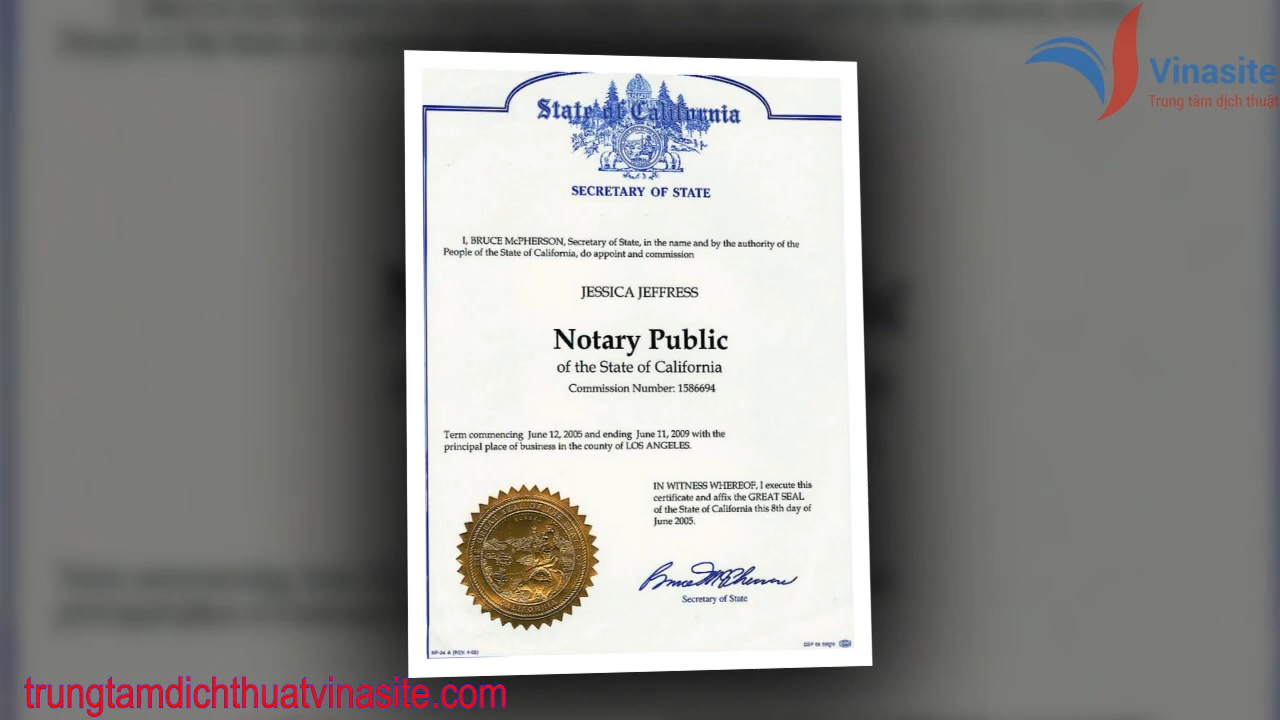 Vinasite
Trung tâm dịch thuật
State of California
SECRETARY OF STATE
I, BRUCE McPHERSON, Secretary of State, in the name and by the authority of the
People of the State of California, do appoint and commission
JESSICA JEFFRESS
Notary Public
of the State of California
Commission Number: 1586694
Term commencing June 12, 2005 and ending June 11, 2009 with the
principal place of business in the county of LOS ANGELES.
IN WITNESS WHEREOF, I execute this
certificate and affix the GREAT SEAL
of the State of California this 8th day of
June 2005.
Bruce McPherson
Secretary of State
trungtamdichthuatvinasite.com